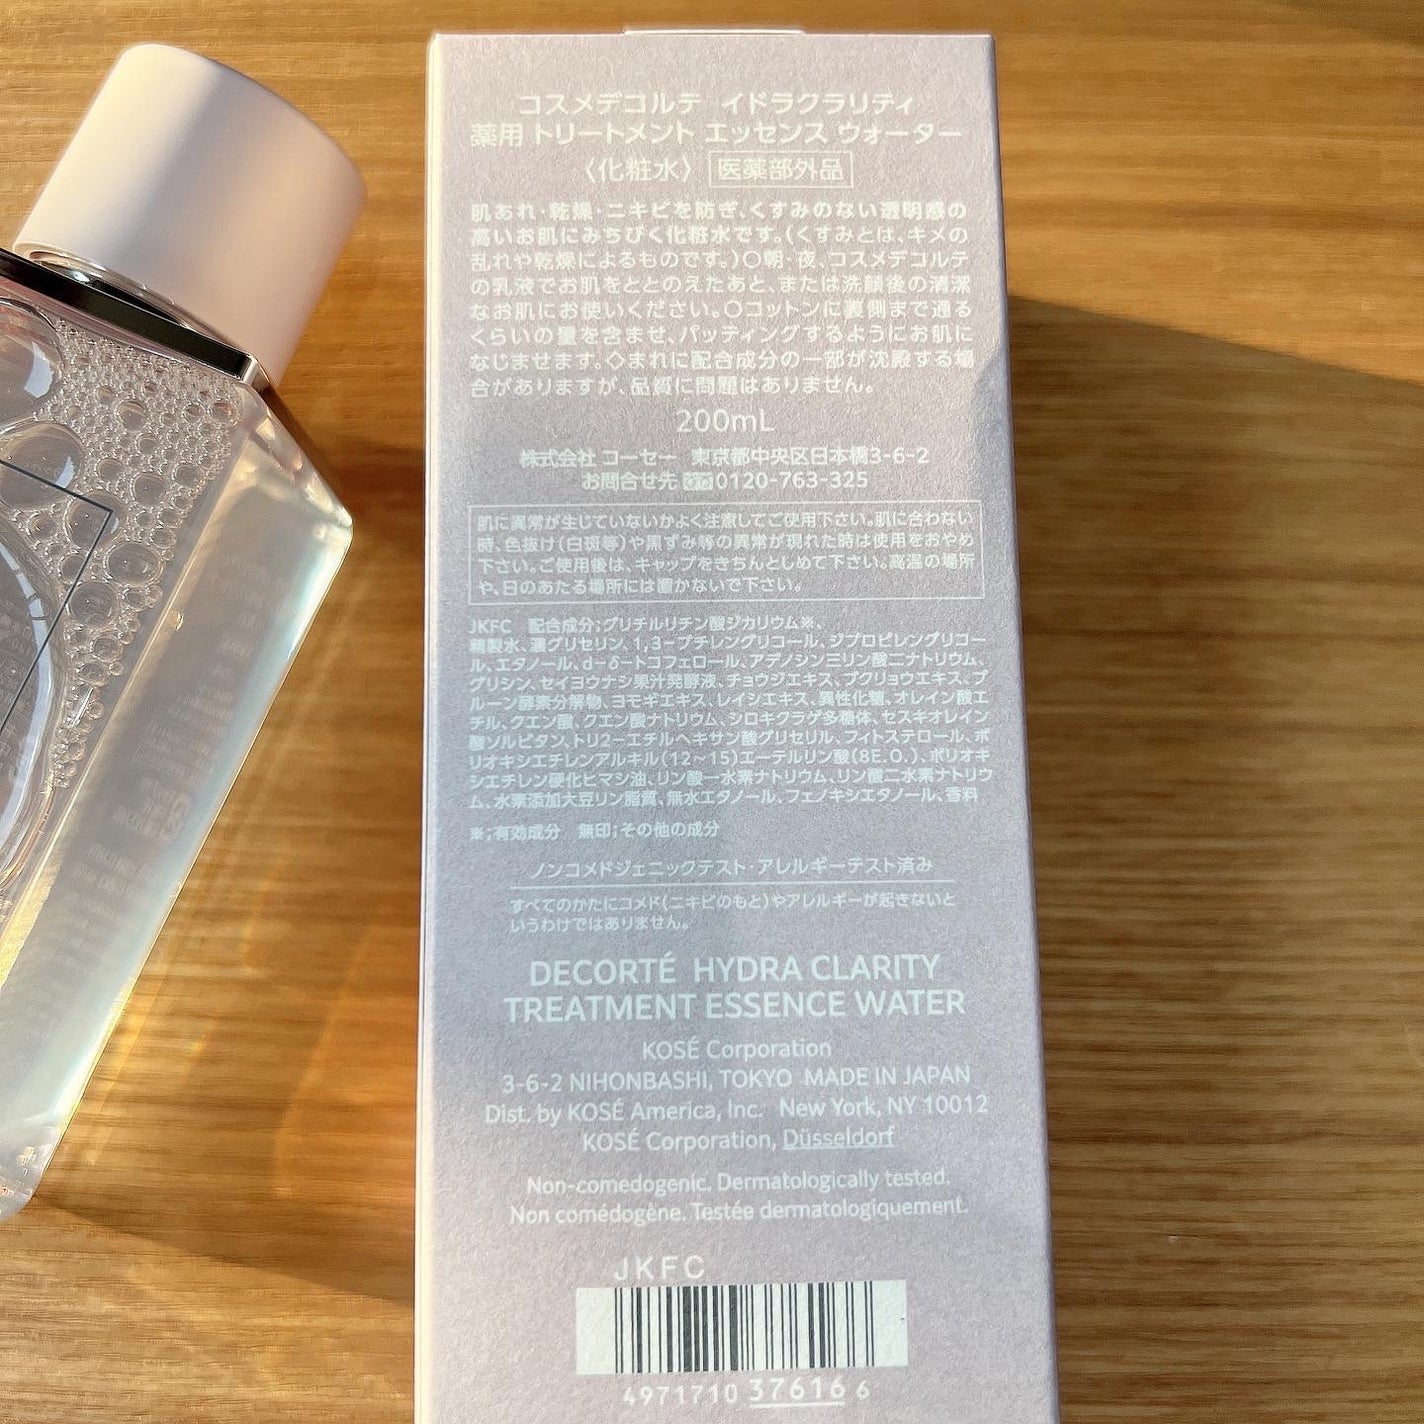 コスメデコルテ イドラクラリティ
薬用 トリートメント エッセンス ウォーター
〈化粧水〉 医薬部外品
肌あれ・乾燥・ニキビを防ぎ、くすみのない透明感の
高いお肌にみちびく化粧水です。(くすみとは、キメの
乱れや乾燥によるものです。)○朝・夜、コスメデコルテ
の乳液でお肌をととのえたあと、または洗顔後の清潔
なお肌にお使いください。○コットンに裏側まで通る
くらいの量を含ませ、パッティングするようにお肌に
なじませます。◇まれに配合成分の一部が沈殿する場
合がありますが、品質に問題はありません。
200mL
株式会社 コーセー 東京都中央区日本橋3-6-2
お問合せ先 0120-763-325
肌に異常が生じていないかよく注意してご使用下さい。肌に合わない
時、色抜け(白斑等)や黒ずみ等の異常が現れた時は使用をおやめ
下さい。ご使用後は、キャップをきちんとしめて下さい。高温の場所
や、日のあたる場所には置かないで下さい。
JKFC 配合成分;グリチルリチン酸ジカリウム※、
精製水、濃グリセリン、1,3-ブチレングリコール、ジプロピレングリコー
ル、エタノール、d-δ-トコフェロール、アデノシン三リン酸二ナトリウム、
グリシン、セイヨウナシ果汁発酵液、チョウジエキス、ブクリョウエキス、プ
ルーン酵素分解物、ヨモギエキス、レイシエキス、異性化糖、オレイン酸エ
チル、クエン酸、クエン酸ナトリウム、シロキクラゲ多糖体、セスキオレイン
酸ソルビタン、トリ2-エチルヘキサン酸グリセリル、フィトステロール、ポ
リオキシエチレンアルキル(12~15)エーテルリン酸(8E.O.)、ポリオキ
シエチレン硬化ヒマシ油、リン酸一水素ナトリウム、リン酸二水素ナトリウ
ム、水素添加大豆リン脂質、無水エタノール、フェノキシエタノール、香料
※;有効成分 無印;その他の成分
ノンコメドジェニックテスト・アレルギーテスト済み
すべてのかたにコメド(ニキビのもと)やアレルギーが起きないと
いうわけではありません。
DECORTÉ HYDRA CLARITY
TREATMENT ESSENCE WATER
KOSÉ Corporation
3-6-2 NIHONBASHI, TOKYO MADE IN JAPAN
Dist. by KOSÉ America, Inc. New York, NY 10012
KOSÉ Corporation, Düsseldorf
Non-comedogenic. Dermatologically tested.
Non comédogène. Testée dermatologiquement.
JKFC
4971710 37616 6